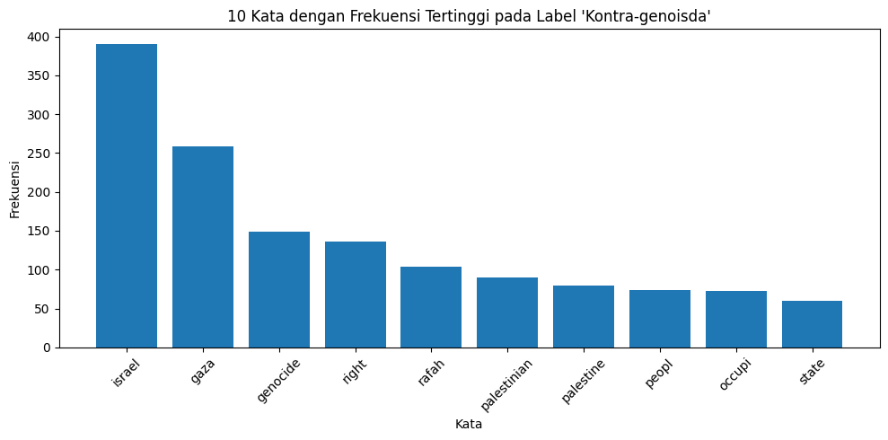 10 Kata dengan Frekuensi Tertinggi pada Label 'Kontra-genoisda'
400
350
300
250
200
150
100
50
0
Frekuensi
israel
gaza
genocide
right
rafah
palestinian
palestine
peopl
occupi
state
Kata